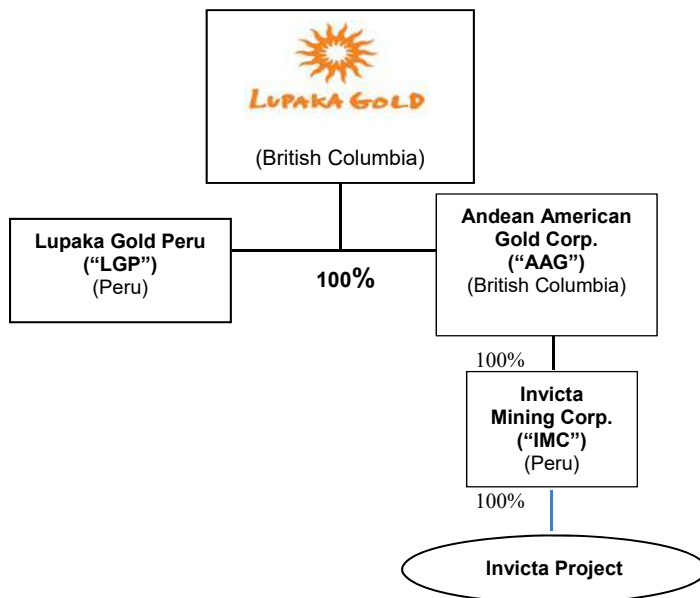 LUPAKA GOLD
(British Columbia)
Lupaka Gold Peru
(“LGP”)
(Peru)
100%
Andean American
Gold Corp.
(“AAG”)
(British Columbia)
100%
Invicta
Mining Corp.
(“IMC”)
(Peru)
100%
Invicta Project